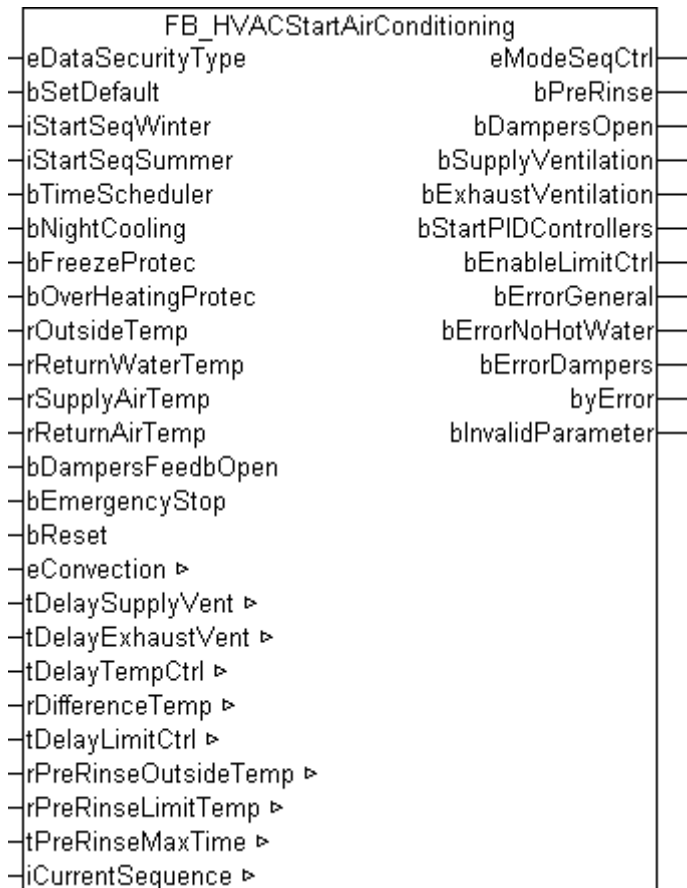 FB_HVACStartAirConditioning
eDataSecurityType eModeSeqCtrl
bSetDefault bPreRinse
iStartSeqWinter bDampersOpen
iStartSeqSummer bSupplyVentilation
bTimeScheduler bExhaustVentilation
bNightCooling bStartPIDControllers
bFreezeProtec bEnableLimitCtrl
bOverHeatingProtec bErrorGeneral
rOutsideTemp bErrorNoHotWater
rReturnWaterTemp bErrorDampers
rSupplyAirTemp byError
rReturnAirTemp bInvalidParameter
bDampersFeedbOpen
bEmergencyStop
bReset
eConvection ▹
tDelaySupplyVent ▹
tDelayExhaustVent ▹
tDelayTempCtrl ▹
rDifferenceTemp ▹
tDelayLimitCtrl ▹
rPreRinseOutsideTemp ▹
rPreRinseLimitTemp ▹
tPreRinseMaxTime ▹
iCurrentSequence ▹